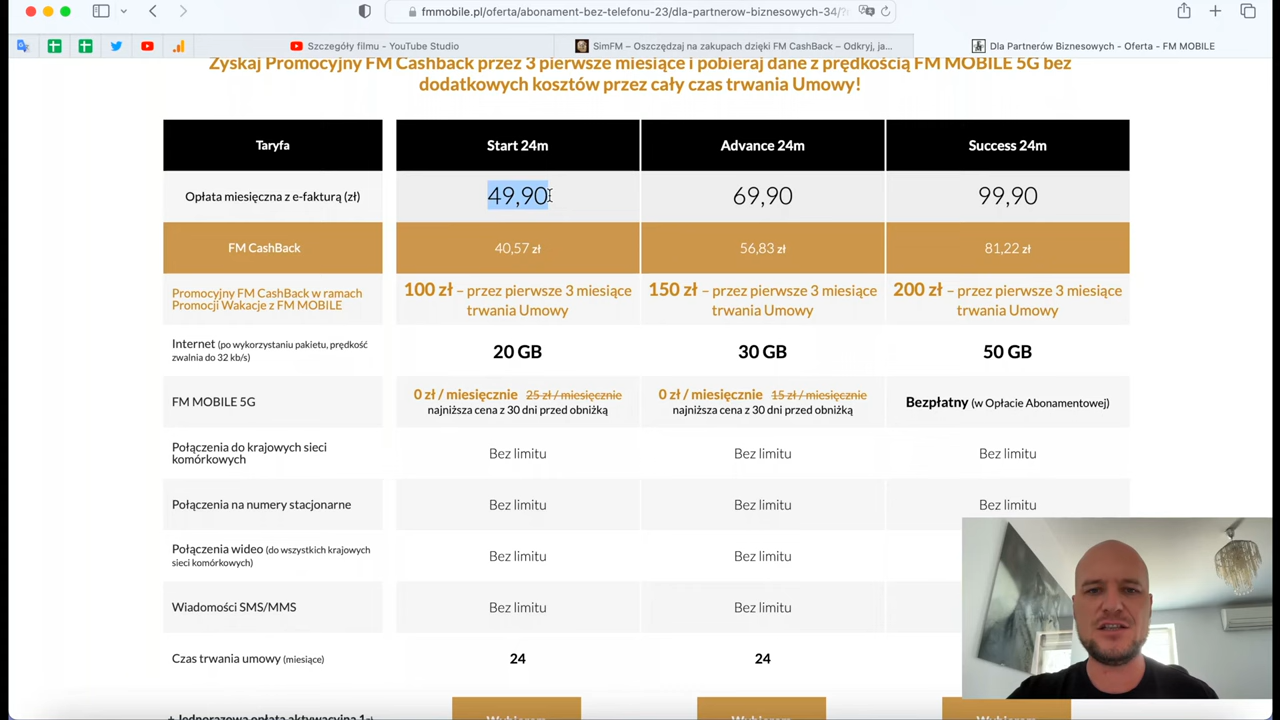 fmmobile.pl/oferta/abonament-bez-telefonu-23/dla-partnerow-biznesowych-34/
Szczegóły filmu - YouTube Studio
SimFM – Oszczędzaj na zakupach dzięki FM CashBack – Odkryj, ja...
Dla Partnerów Biznesowych - Oferta - FM MOBILE
Zyskaj Promocyjny FM Cashback przez 3 pierwsze miesiące i pobieraj dane z prędkością FM MOBILE 5G bez
dodatkowych kosztów przez cały czas trwania Umowy!
Taryfa Start 24m Advance 24m Success 24m
Opłata miesięczna z e-fakturą (zł) 49,90 69,90 99,90
FM CashBack 40,57 zł 56,83 zł 81,22 zł
Promocyjny FM CashBack w ramach
Promocji Wakacje z FM MOBILE
100 zł – przez pierwsze 3 miesiące
trwania Umowy
150 zł – przez pierwsze 3 miesiące
trwania Umowy
200 zł – przez pierwsze 3 miesiące
trwania Umowy
Internet (po wykorzystaniu pakietu, prędkość
zwalnia do 32 kb/s)
20 GB 30 GB 50 GB
FM MOBILE 5G
0 zł / miesięcznie 25 zł / miesięcznie
najniższa cena z 30 dni przed obniżką
0 zł / miesięcznie 15 zł / miesięcznie
najniższa cena z 30 dni przed obniżką
Bezpłatny (w Opłacie Abonamentowej)
Połączenia do krajowych sieci
komórkowych
Bez limitu Bez limitu Bez limitu
Połączenia na numery stacjonarne Bez limitu Bez limitu Bez limitu
Połączenia wideo (do wszystkich krajowych
sieci komórkowych)
Bez limitu Bez limitu
Wiadomości SMS/MMS Bez limitu Bez limitu
Czas trwania umowy (miesiące) 24 24
+ Jednorazowa opłata aktywacyjna
Wybieram Wybieram Wybieram